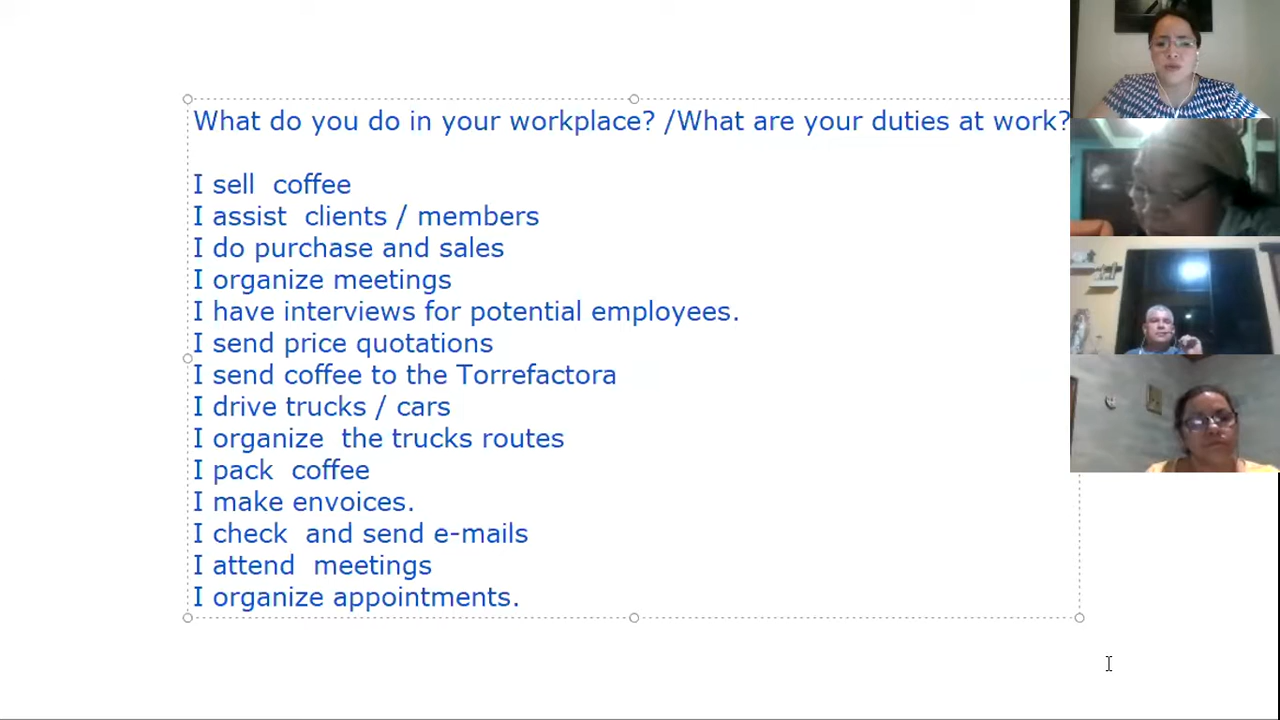 What do you do in your workplace? /What are your duties at work?
I sell  coffee
I assist  clients / members
I do purchase and sales
I organize meetings
I have interviews for potential employees.
I send price quotations
I send coffee to the Torrefactora
I drive trucks / cars
I organize  the trucks routes
I pack  coffee
I make envoices.
I check  and send e-mails
I attend  meetings
I organize appointments.